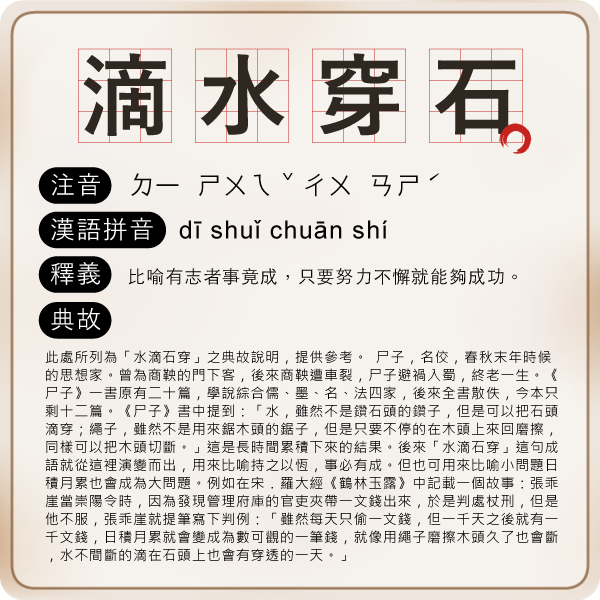 滴水穿石
注音 ㄉㄧ ㄕㄨㄟˇ ㄔㄨ ㄢㄕˊ
漢語拼音 dī shuǐ chuān shí
釋義 比喻有志者事竟成，只要努力不懈就能夠成功。
典故
此處所列為「水滴石穿」之典故說明，提供參考。 尸子，名佼，春秋末年時候
的思想家。曾為商鞅的門下客，後來商鞅遭車裂，尸子避禍入蜀，終老一生。《
尸子》一書原有二十篇，學說綜合儒、墨、名、法四家，後來全書散佚，今本只
剩十二篇。《尸子》書中提到：「水，雖然不是鑽石頭的鑽子，但是可以把石頭
滴穿；繩子，雖然不是用來鋸木頭的鋸子，但是只要不停的在木頭上來回磨擦，
同樣可以把木頭切斷。」這是長時間累積下來的結果。後來「水滴石穿」這句成
語就從這裡演變而出，用來比喻持之以恆，事必有成。但也可用來比喻小問題日
積月累也會成為大問題。例如在宋．羅大經《鶴林玉露》中記載一個故事：張乖
崖當崇陽令時，因為發現管理府庫的官吏夾帶一文錢出來，於是判處杖刑，但是
他不服，張乖崖就提筆寫下判例：「雖然每天只偷一文錢，但一千天之後就有一
千文錢，日積月累就會變成為數可觀的一筆錢，就像用繩子磨擦木頭久了也會斷
，水不間斷的滴在石頭上也會有穿透的一天。」